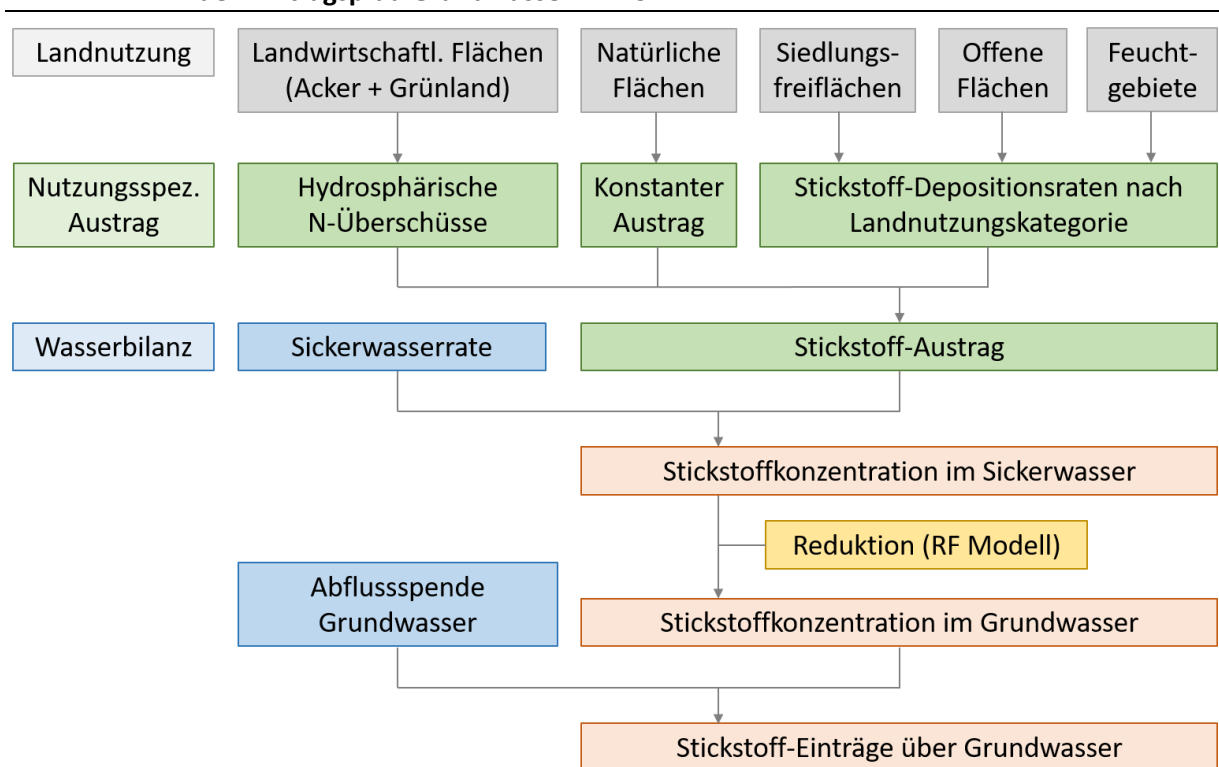 Landnutzung
Landwirtschaftl. Flächen
(Acker + Grünland)
Natürliche
Flächen
Siedlungs-
freiflächen
Offene
Flächen
Feucht-
gebiete
Nutzungsspez.
Austrag
Hydrosphärische
N-Überschüsse
Konstanter
Austrag
Stickstoff-Depositionsraten nach
Landnutzungskategorie
Wasserbilanz
Sickerwasserrate
Stickstoff-Austrag
Stickstoffkonzentration im Sickerwasser
Reduktion (RF Modell)
Abflussspende
Grundwasser
Stickstoffkonzentration im Grundwasser
Stickstoff-Einträge über Grundwasser